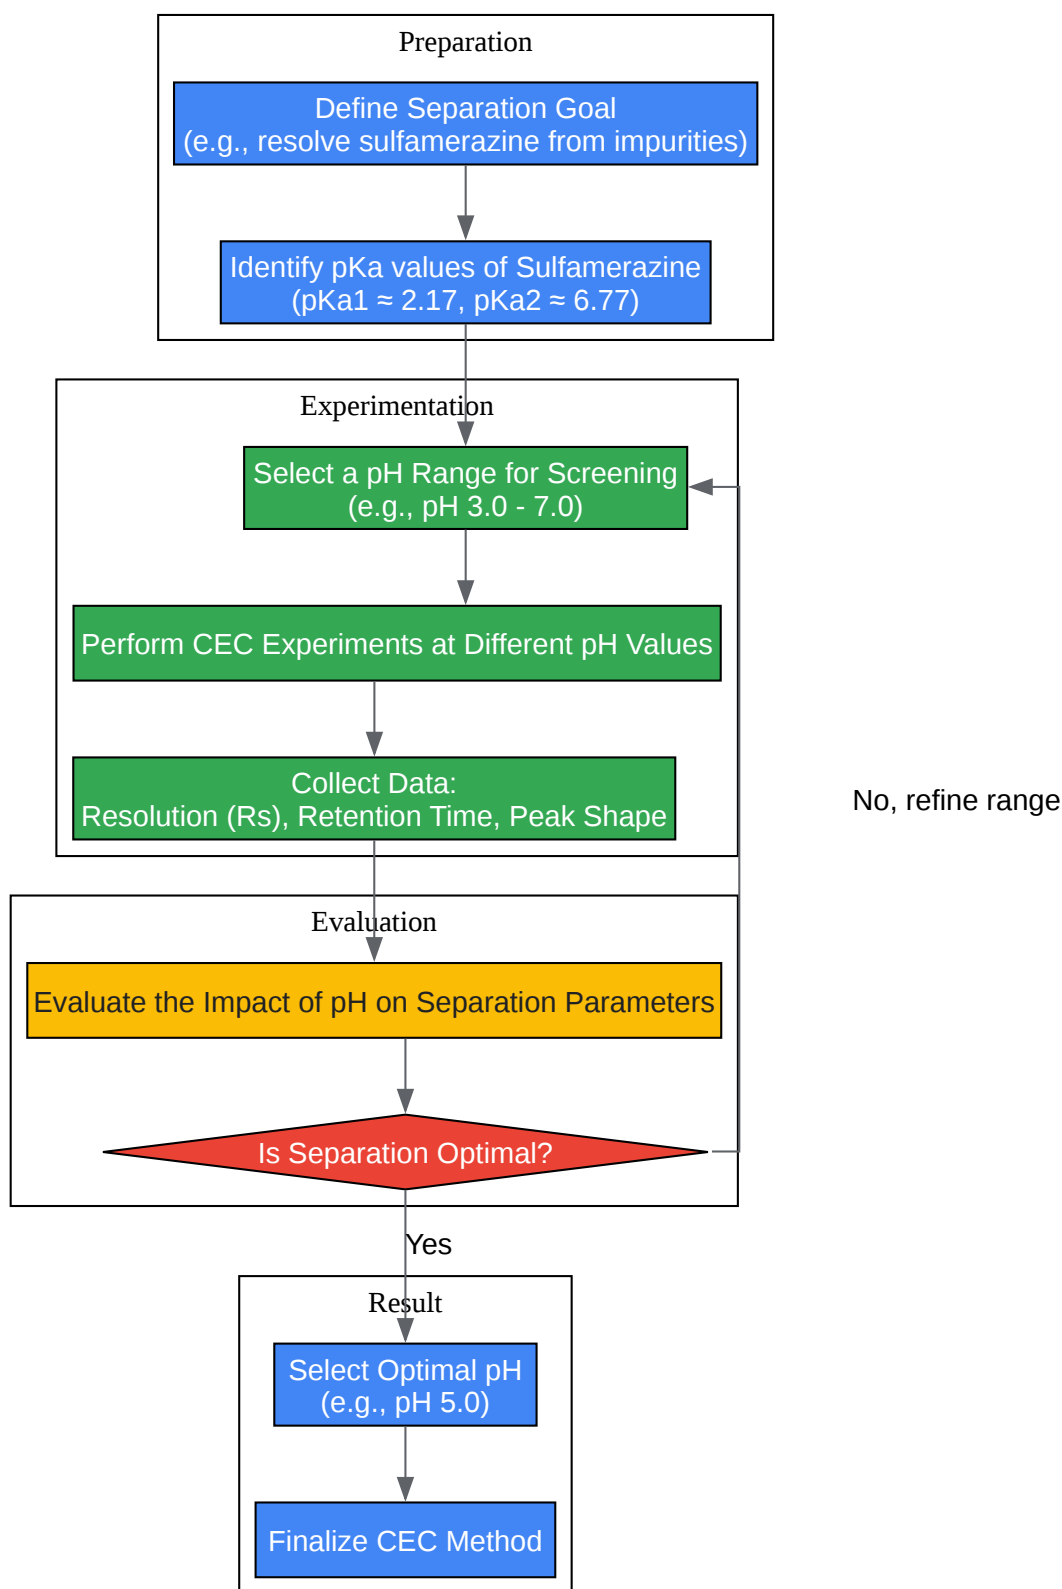 Preparation
Define Separation Goal
(e.g., resolve sulfamerazine from impurities)
Identify pKa values of Sulfamerazine
(pKa1 ≈ 2.17, pKa2 ≈ 6.77)
Experimentation
Select a pH Range for Screening
(e.g., pH 3.0 - 7.0)
Perform CEC Experiments at Different pH Values
Collect Data:
Resolution (Rs), Retention Time, Peak Shape
No, refine range
Evaluation
Evaluate the Impact of pH on Separation Parameters
Is Separation Optimal?
Yes
Result
Select Optimal pH
(e.g., pH 5.0)
Finalize CEC Method